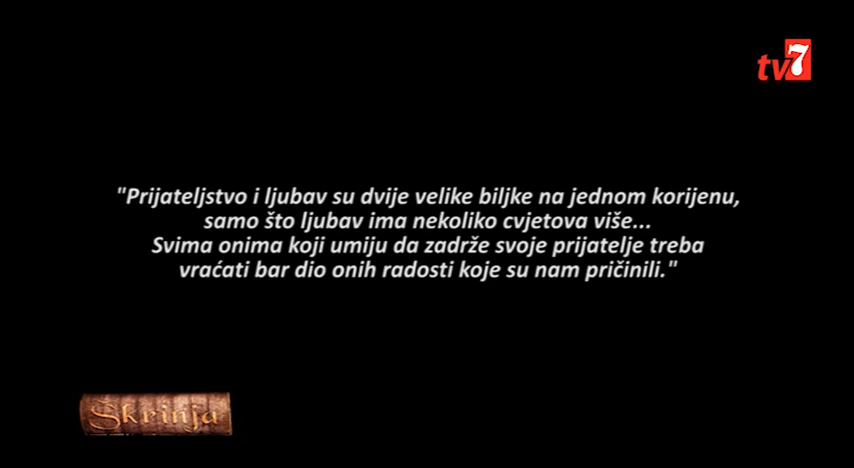 tv7
"Prijateljstvo i ljubav su dvije velike biljke na jednom korijenu,
samo što ljubav ima nekoliko cvjetova više...
Svima onima koji umiju da zadrže svoje prijatelje treba
vraćati bar dio onih radosti koje su nam pričinili."
Škrinja